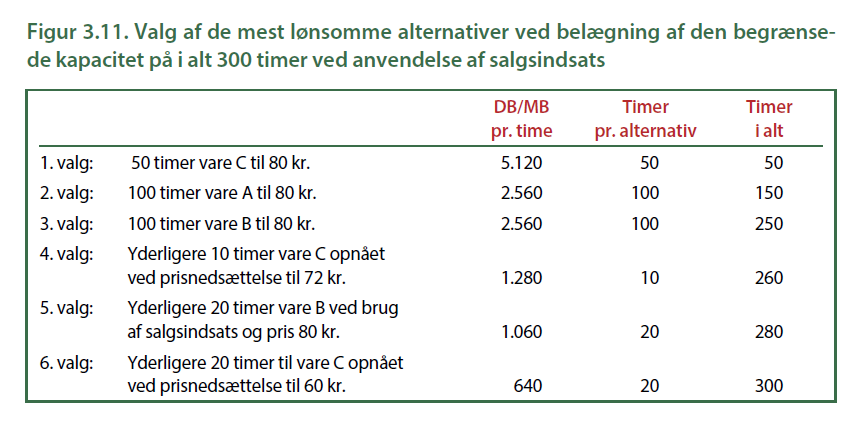 Figur 3.11. Valg af de mest lønsomme alternativer ved belægning af den begrænse-
de kapacitet på i alt 300 timer ved anvendelse af salgsindsats
DB/MB Timer Timer
pr. time pr. alternativ i alt
1. valg: 50 timer vare C til 80 kr. 5.120 50 50
2. valg: 100 timer vare A til 80 kr. 2.560 100 150
3. valg: 100 timer vare B til 80 kr. 2.560 100 250
4. valg: Yderligere 10 timer vare C opnået
ved prisnedsættelse til 72 kr. 1.280 10 260
5. valg: Yderligere 20 timer vare B ved brug
af salgsindsats og pris 80 kr. 1.060 20 280
6. valg: Yderligere 20 timer til vare C opnået
ved prisnedsættelse til 60 kr. 640 20 300